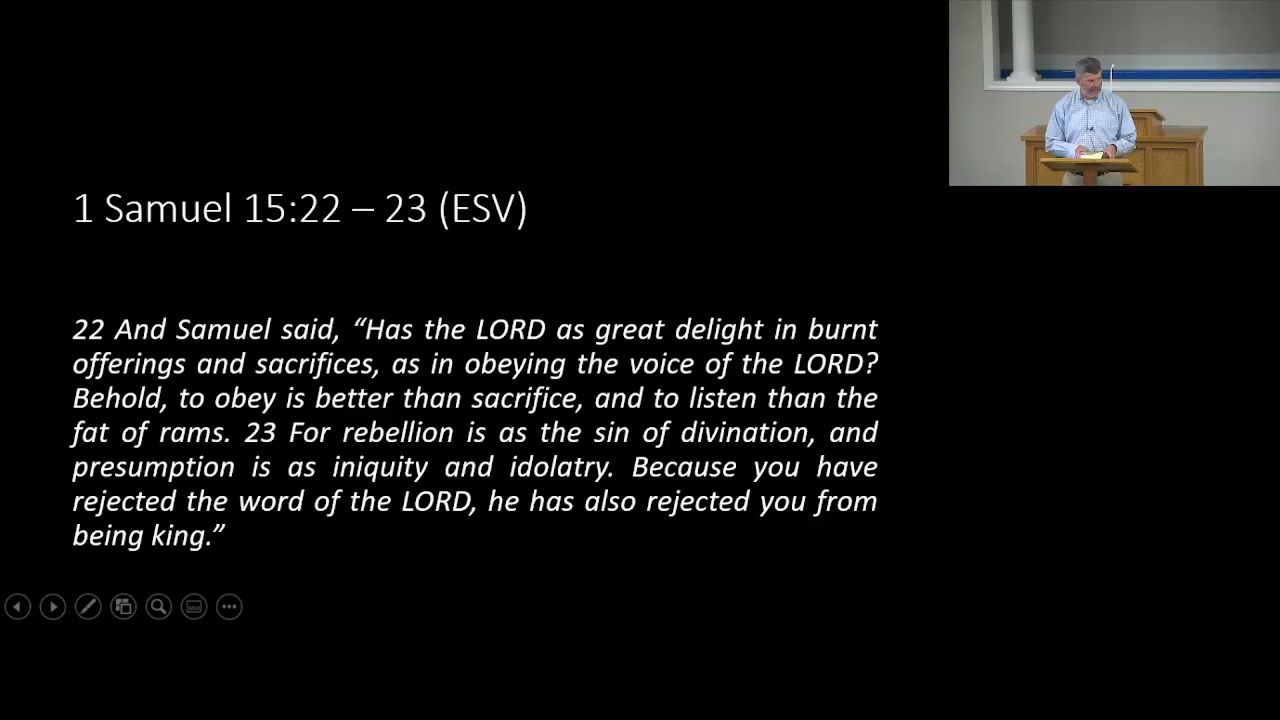 1 Samuel 15:22 – 23 (ESV)
22 And Samuel said, “Has the LORD as great delight in burnt
offerings and sacrifices, as in obeying the voice of the LORD?
Behold, to obey is better than sacrifice, and to listen than the
fat of rams. 23 For rebellion is as the sin of divination, and
presumption is as iniquity and idolatry. Because you have
rejected the word of the LORD, he has also rejected you from
being king.”